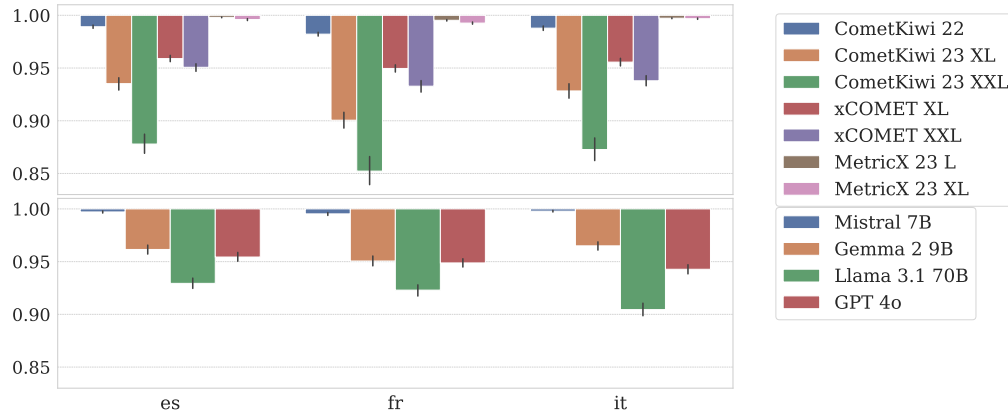 1.00
0.95
0.90
0.85
1.00
0.95
0.90
0.85
es fr it
CometKiwi 22
CometKiwi 23 XL
CometKiwi 23 XXL
xCOMET XL
xCOMET XXL
MetricX 23 L
MetricX 23 XL
Mistral 7B
Gemma 2 9B
Llama 3.1 70B
GPT 4o